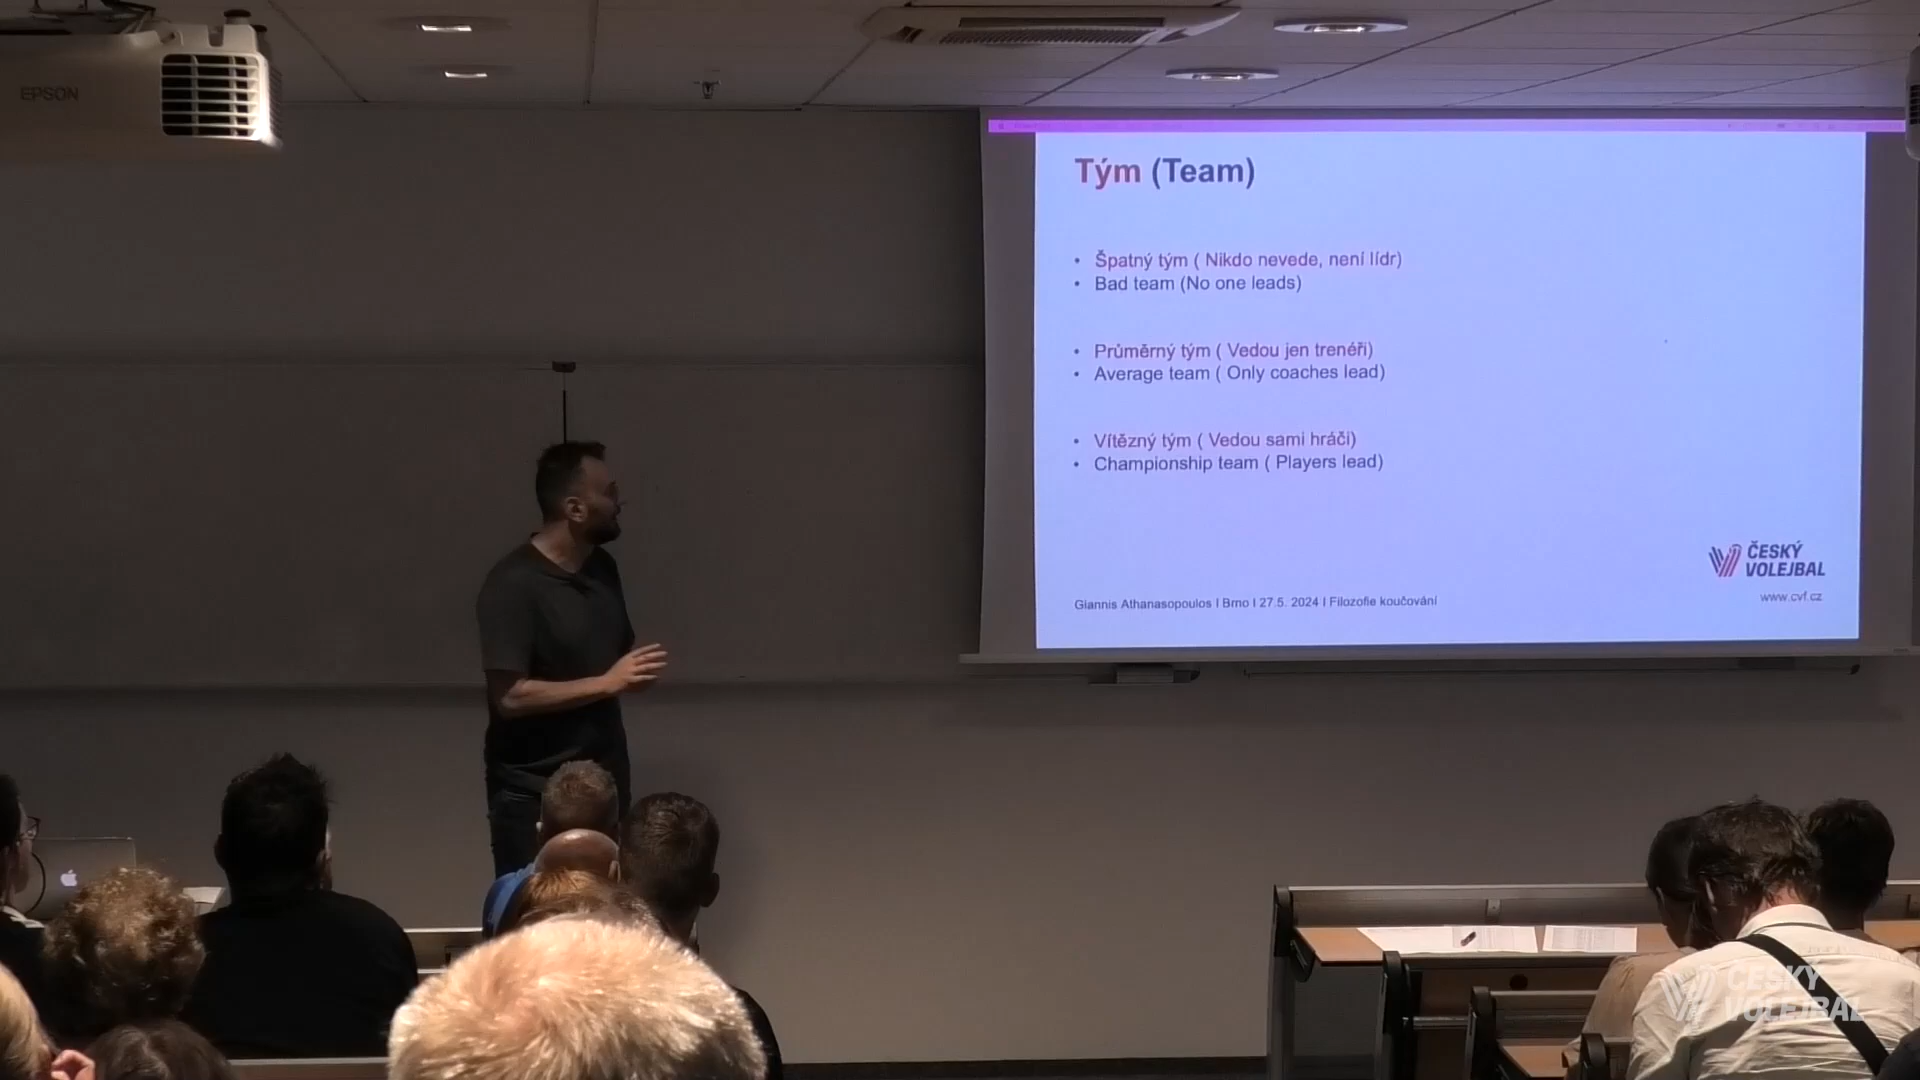 EPSON
Tým (Team)
• Špatný tým ( Nikdo nevede, není lídr)
• Bad team (No one leads)
• Průměrný tým ( Vedou jen trenéři)
• Average team ( Only coaches lead)
• Vítězný tým ( Vedou sami hráči)
• Championship team ( Players lead)
ČESKÝ
VOLEJBAL
www.cvf.cz
Giannis Athanasopoulos I Brno I 27.5. 2024 I Filozofie koučování
ČESKÝ
VOLEJBAL